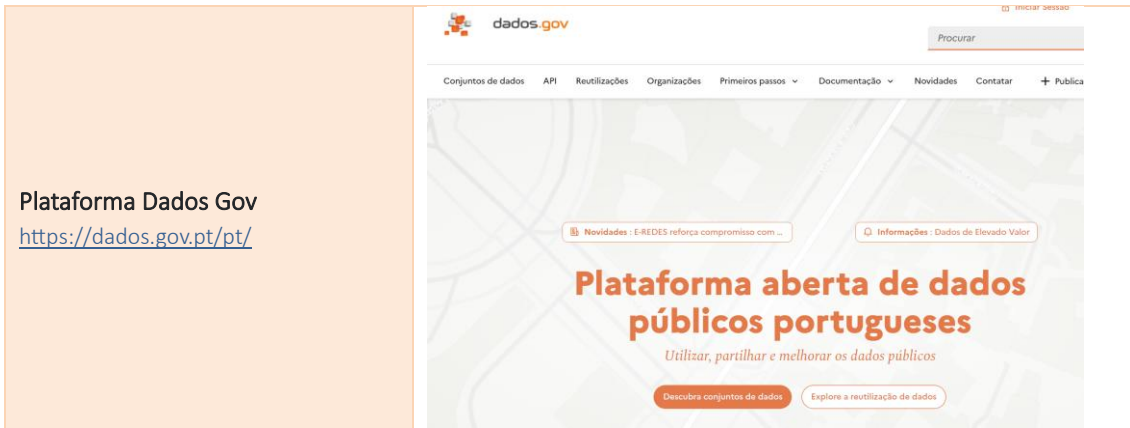 Plataforma Dados Gov
https://dados.gov.pt/pt/
Iniciar Sessão
dados.gov
Procurar
Conjuntos de dados API Reutilizações Organizações Primeiros passos Documentação Novidades Contatar + Publica
Novidades : E-REDES reforça compromisso com ...
Informações : Dados de Elevado Valor
Plataforma aberta de dados
públicos portugueses
Utilizar, partilhar e melhorar os dados públicos
Descubra conjuntos de dados
Explore a reutilização de dados